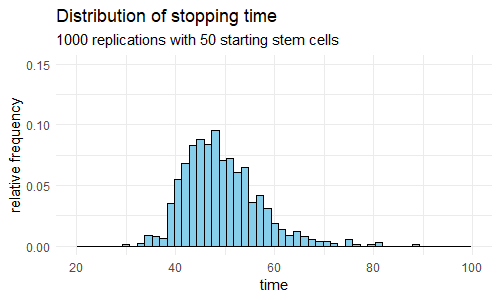 Distribution of stopping time
1000 replications with 50 starting stem cells
0.15
0.10
0.05
0.00
relative frequency
20 40 60 80 100
time